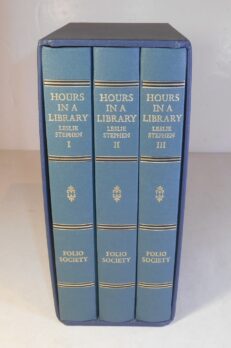 HOURS
IN A
LIBRARY
LESLIE
STEPHEN
I
FOLIO
SOCIETY
HOURS
IN A
LIBRARY
LESLIE
STEPHEN
II
FOLIO
SOCIETY
HOURS
IN A
LIBRARY
LESLIE
STEPHEN
III
FOLIO
SOCIETY